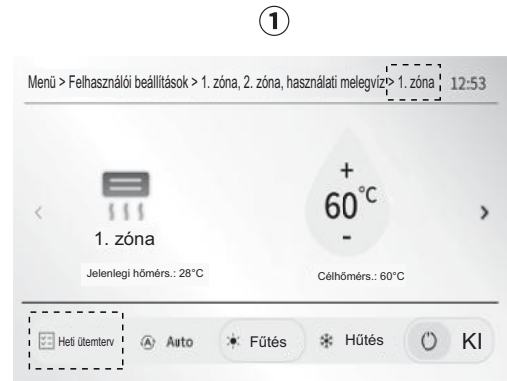 ①
Menü > Felhasználói beállítások > 1. zóna, 2. zóna, használati melegvíz > 1. zóna 12:53
+
60°C
-
1. zóna
Jelenlegi hőmérs.: 28°C
Célhőmérs.: 60°C
Heti ütemterv Auto Fűtés Hűtés KI